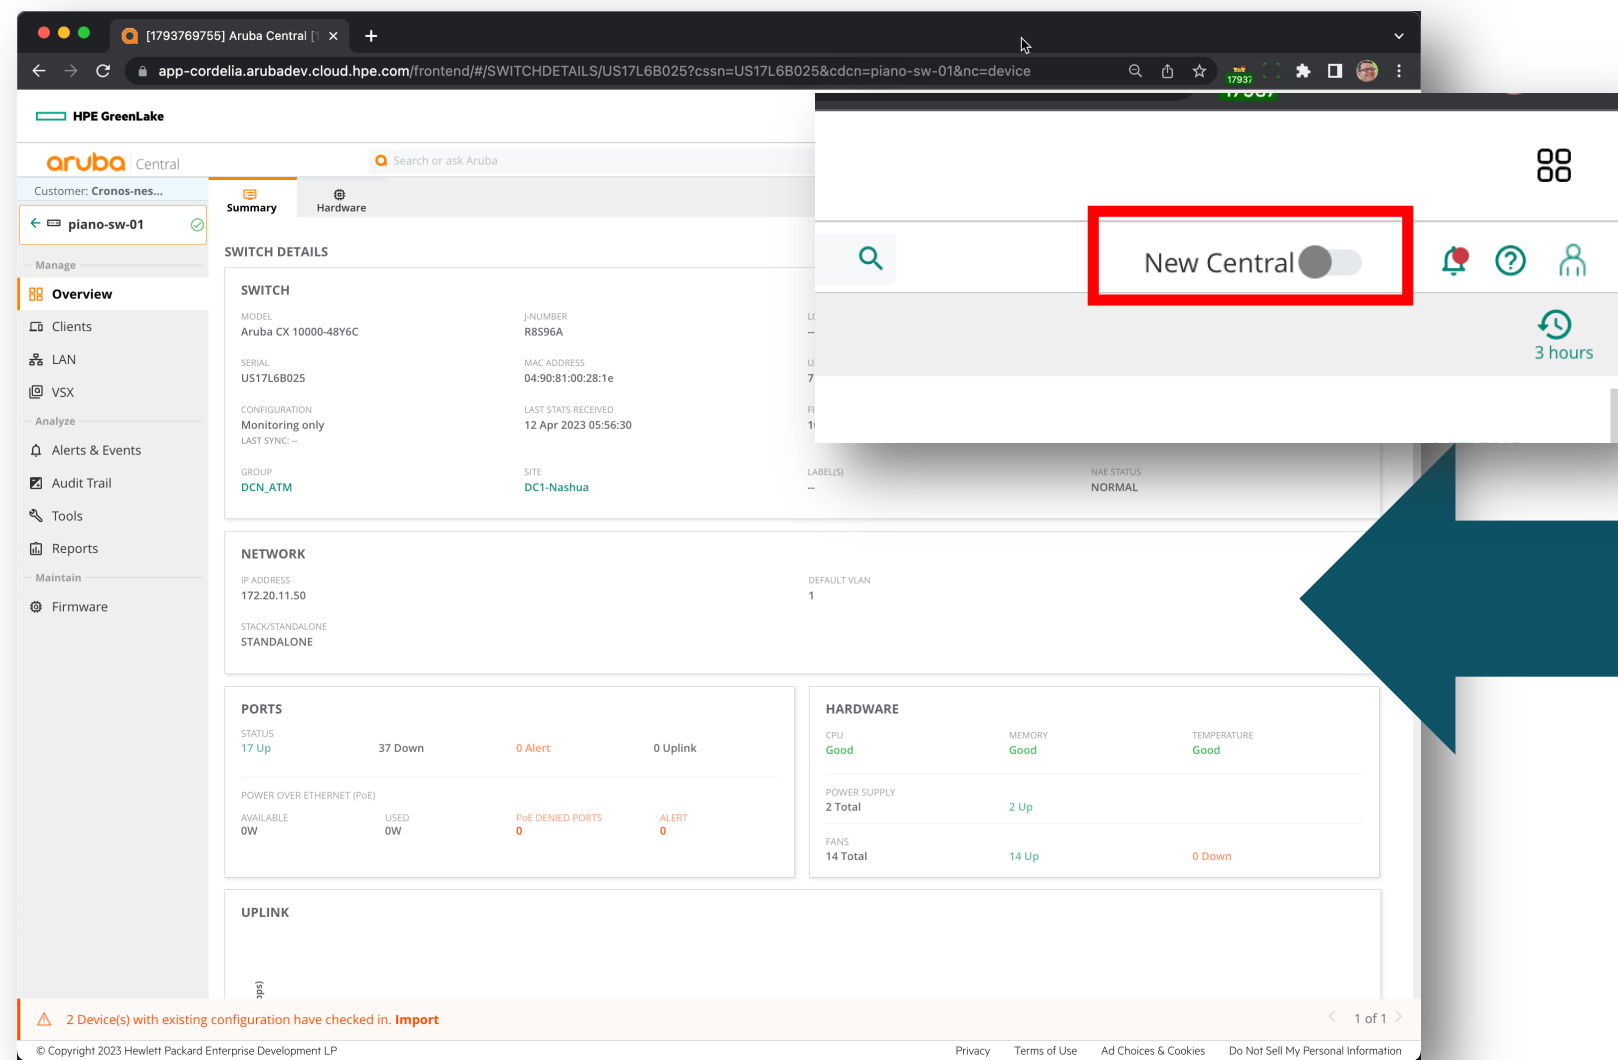 [1793769755] Aruba Central [
app-cordelia.arubadev.cloud.hpe.com/frontend/#/SWITCHDETAILS/US17L6B025?cssn=US17L6B025&cdcn=piano-sw-01&nc=device
17937
HPE GreenLake
aruba Central
Search or ask Aruba
New Central
3 hours
Customer: Cronos-nes...
piano-sw-01
Manage
Overview
Clients
LAN
VSX
Analyze
Alerts & Events
Audit Trail
Tools
Reports
Maintain
Firmware
Summary
Hardware
SWITCH DETAILS
SWITCH
MODEL
Aruba CX 10000-48Y6C
J-NUMBER
R8S96A
SERIAL
US17L6B025
MAC ADDRESS
04:90:81:00:28:1e
CONFIGURATION
Monitoring only
LAST SYNC: --
LAST STATS RECEIVED
12 Apr 2023 05:56:30
GROUP
DCN_ATM
SITE
DC1-Nashua
LABEL(S)
--
NAE STATUS
NORMAL
NETWORK
IP ADDRESS
172.20.11.50
DEFAULT VLAN
1
STACK/STANDALONE
STANDALONE
PORTS
STATUS
17 Up 37 Down 0 Alert 0 Uplink
POWER OVER ETHERNET (PoE)
AVAILABLE USED PoE DENIED PORTS ALERT
0W 0W 0 0
HARDWARE
CPU MEMORY TEMPERATURE
Good Good Good
POWER SUPPLY
2 Total 2 Up
FANS
14 Total 14 Up 0 Down
UPLINK
2 Device(s) with existing configuration have checked in. Import
1 of 1
© Copyright 2023 Hewlett Packard Enterprise Development LP
Privacy Terms of Use Ad Choices & Cookies Do Not Sell My Personal Information